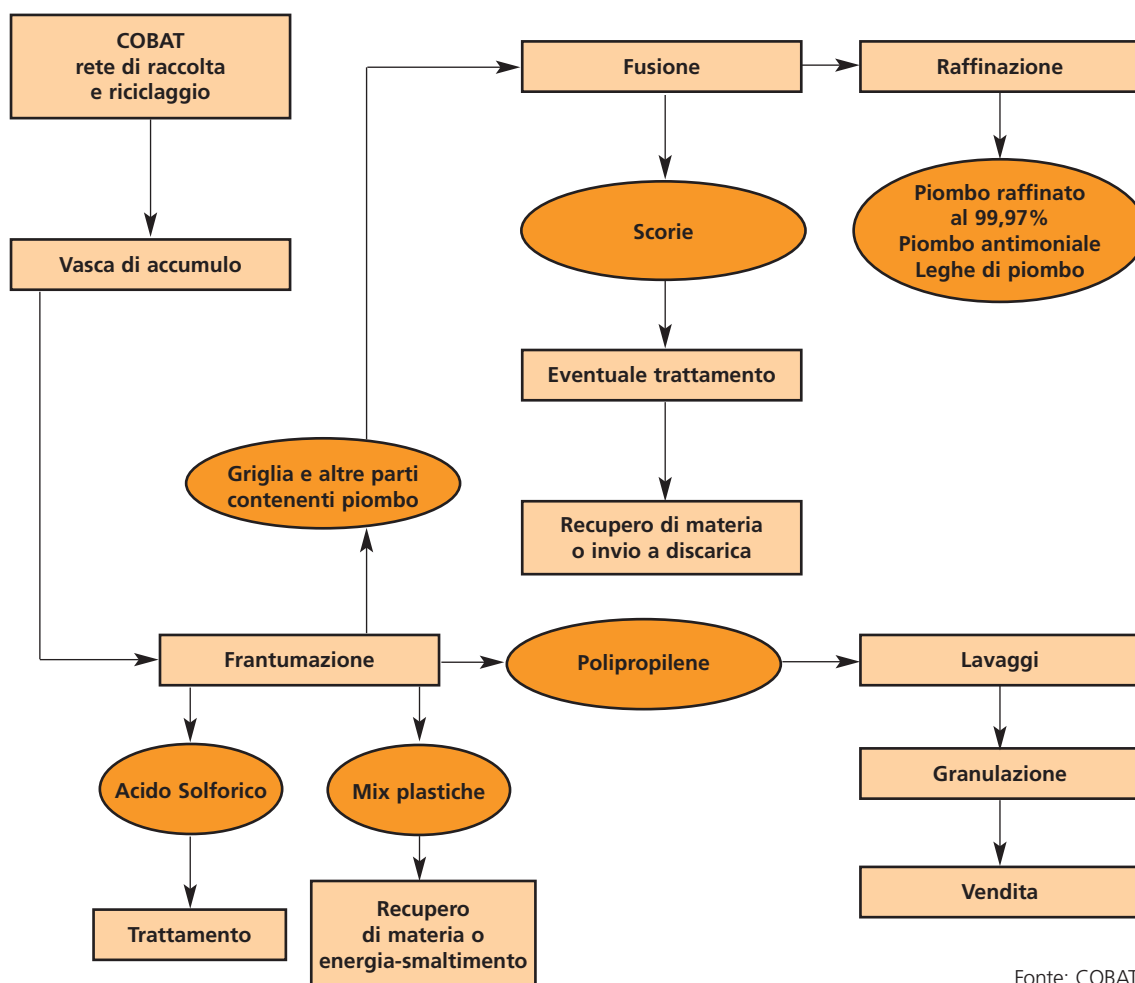 COBAT
rete di raccolta
e riciclaggio
Fusione
Raffinazione
Vasca di accumulo
Scorie
Piombo raffinato
al 99,97%
Piombo antimoniale
Leghe di piombo
Eventuale trattamento
Griglia e altre parti
contenenti piombo
Recupero di materia
o invio a discarica
Frantumazione
Polipropilene
Lavaggi
Acido Solforico
Mix plastiche
Granulazione
Trattamento
Recupero
di materia o
energia-smaltimento
Vendita
Fonte: COBAT